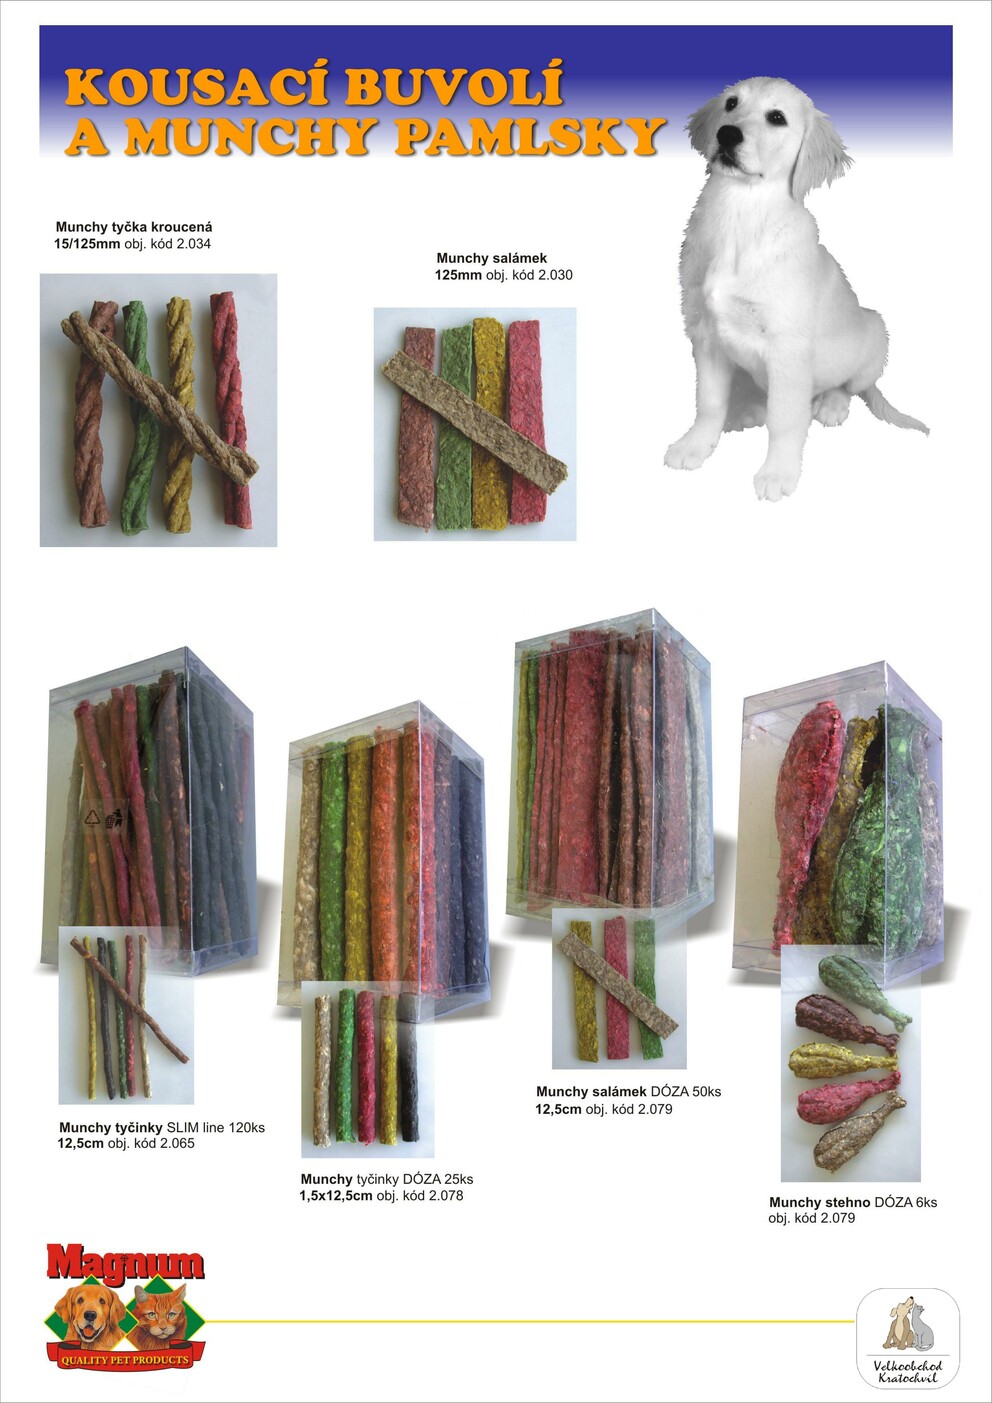 KOUSACÍ BUVOLÍ
A MUNCHY PAMLSKY
Munchy tyčka kroucená
15/125mm obj. kód 2.034
Munchy salámek
125mm obj. kód 2.030
Munchy tyčinky SLIM line 120ks
12,5cm obj. kód 2.065
Munchy tyčinky DÓZA 25ks
1,5x12,5cm obj. kód 2.078
Munchy salámek DÓZA 50ks
12,5cm obj. kód 2.079
Munchy stehno DÓZA 6ks
obj. kód 2.079
Magnum
QUALITY PET PRODUCTS
Velkoobchod
Kratochvíl